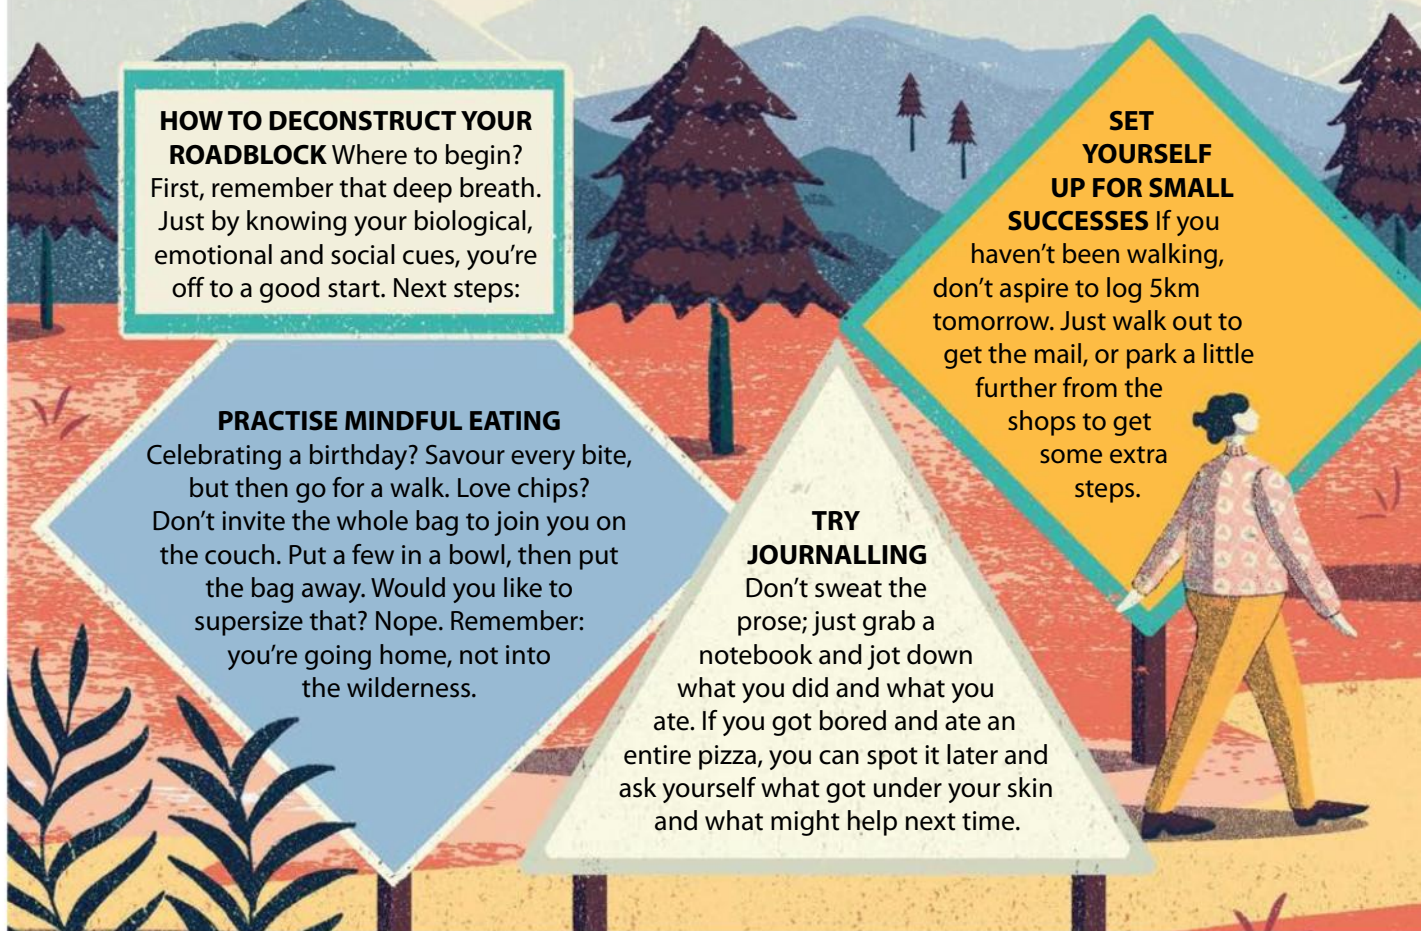 HOW TO DECONSTRUCT YOUR
ROADBLOCK Where to begin?
First, remember that deep breath.
Just by knowing your biological,
emotional and social cues, you’re
off to a good start. Next steps:
PRACTISE MINDFUL EATING
Celebrating a birthday? Savour every bite,
but then go for a walk. Love chips?
Don’t invite the whole bag to join you on
the couch. Put a few in a bowl, then put
the bag away. Would you like to
supersize that? Nope. Remember:
you’re going home, not into
the wilderness.
TRY
JOURNALLING
Don’t sweat the
prose; just grab a
notebook and jot down
what you did and what you
ate. If you got bored and ate an
entire pizza, you can spot it later and
ask yourself what got under your skin
and what might help next time.
SET
YOURSELF
UP FOR SMALL
SUCCESSES If you
haven’t been walking,
don’t aspire to log 5km
tomorrow. Just walk out to
get the mail, or park a little
further from the
shops to get
some extra
steps.